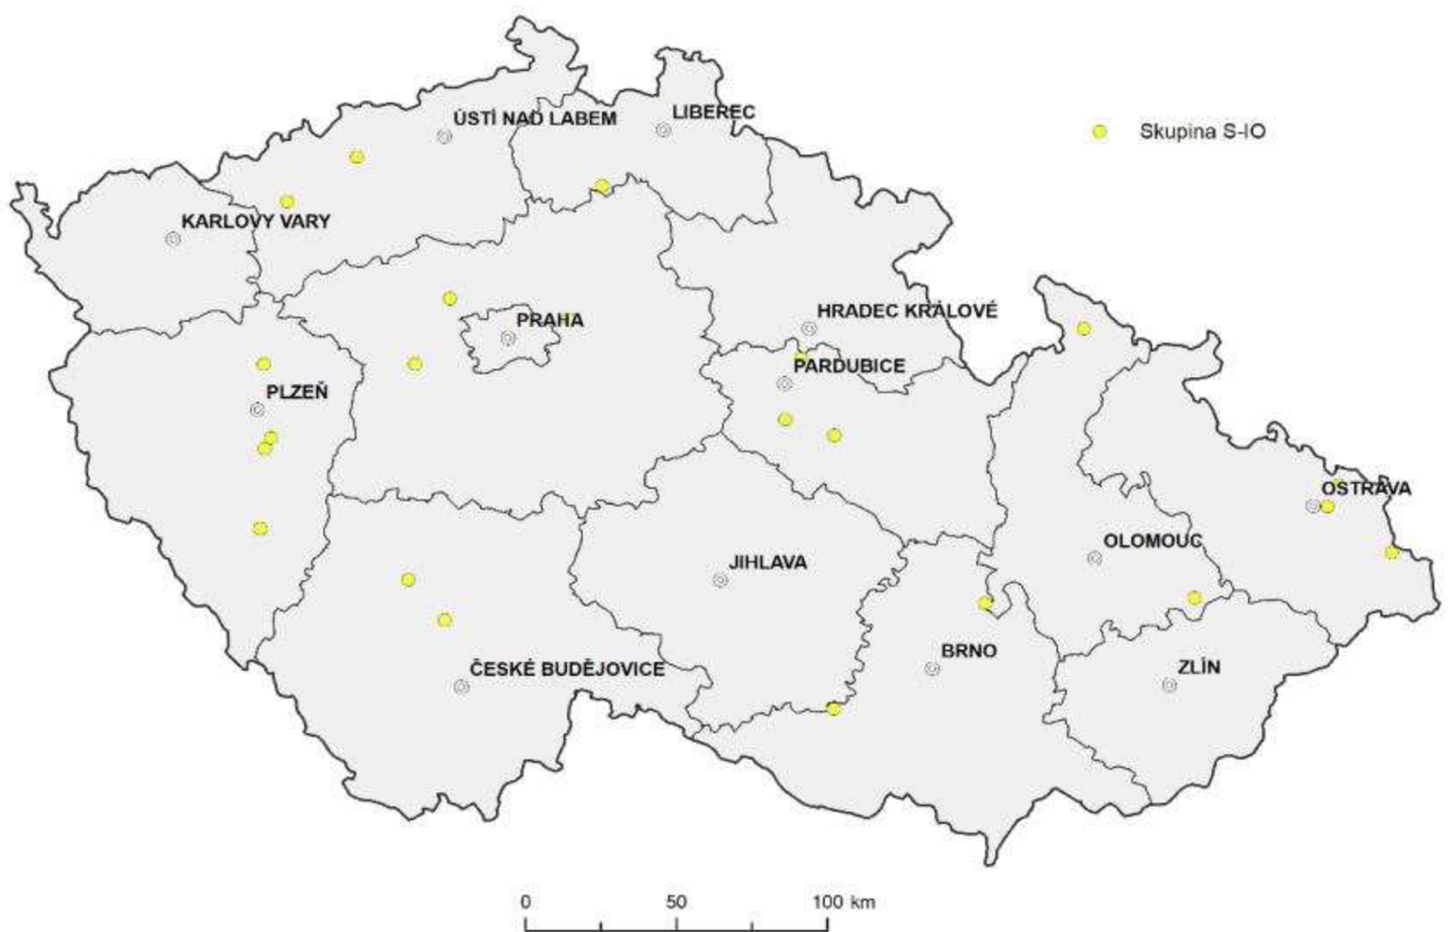 LIBEREC
ÚSTÍ NAD LABEM
Skupina S-IO
KARLOVY VARY
HRADEC KRÁLOVÉ
PRAHA
PARDUBICE
PLZEŇ
OSTRAVA
OLOMOUC
JIHLAVA
BRNO
ČESKÉ BUDĚJOVICE
ZLÍN
0 50 100 km